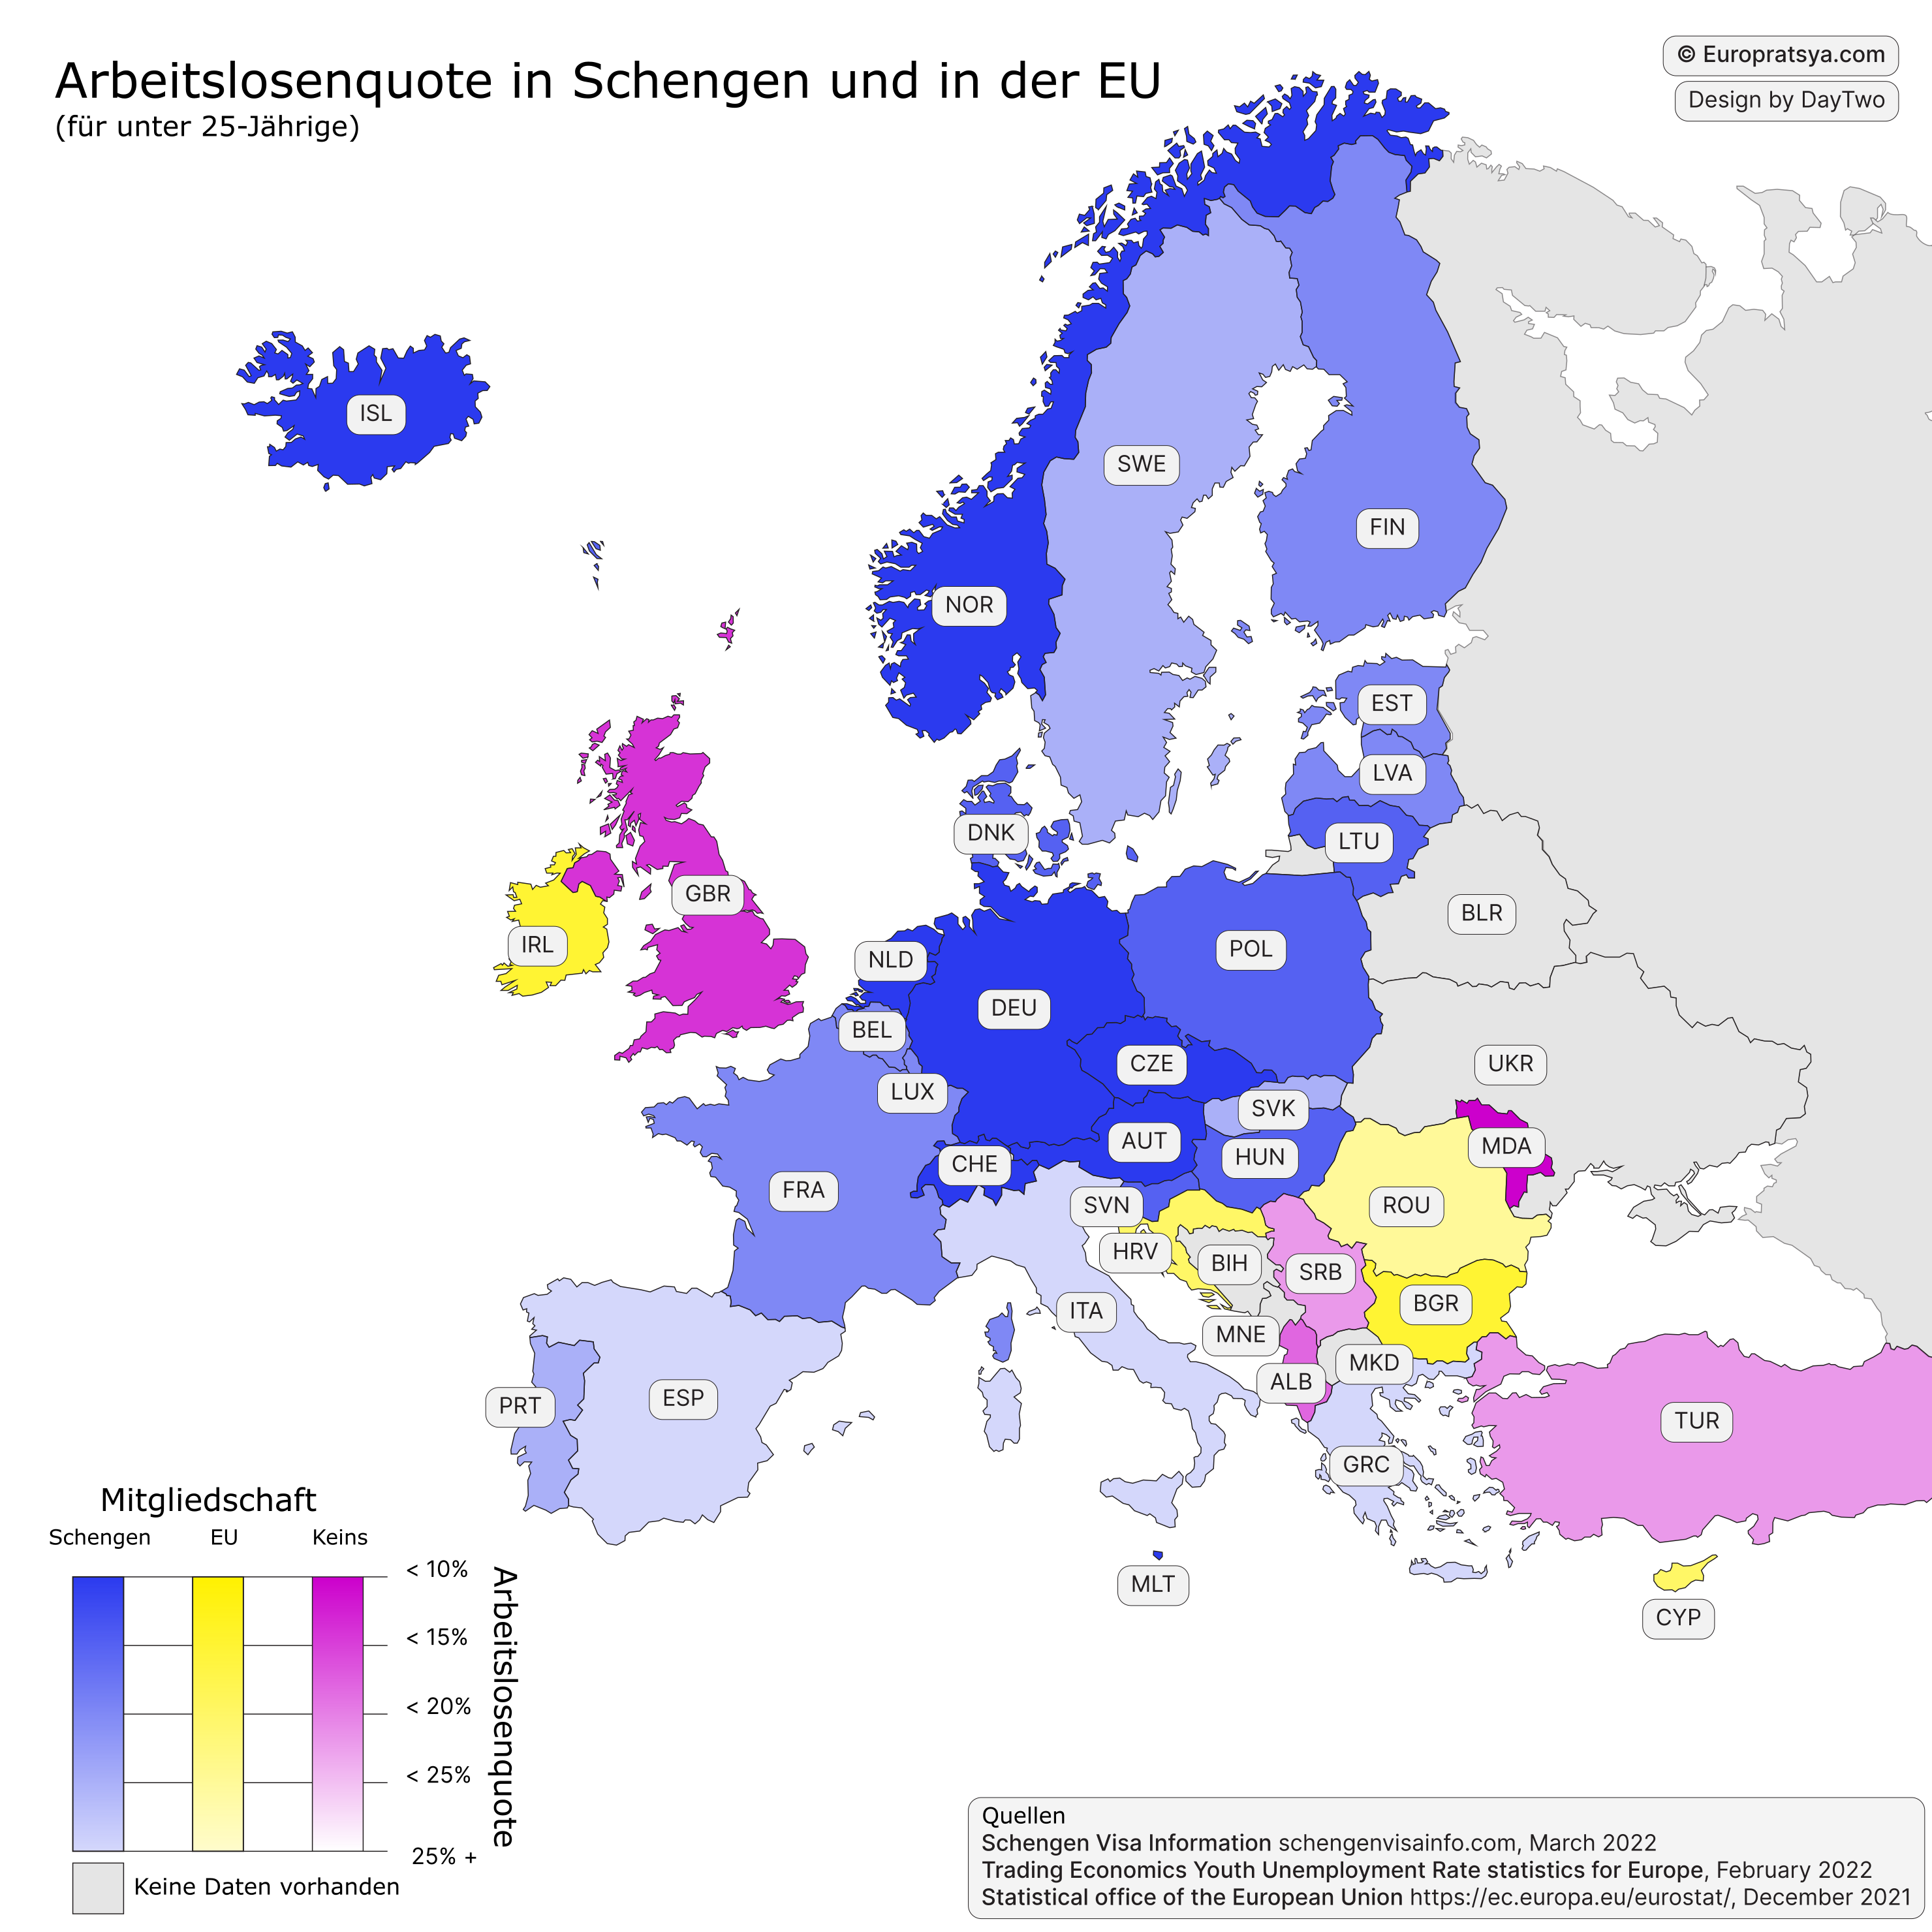 Arbeitslosenquote in Schengen und in der EU
(für unter 25-Jährige)
© Europratsya.com
Design by DayTwo
ISL
SWE
FIN
NOR
EST
LVA
DNK
LTU
GBR
BLR
IRL
POL
NLD
DEU
BEL
CZE
UKR
LUX
SVK
AUT
MDA
HUN
CHE
FRA
SVN
ROU
HRV
BIH
SRB
BGR
ITA
MNE
MKD
ALB
PRT
ESP
TUR
GRC
MLT
CYP
Mitgliedschaft
Schengen EU Keins
< 10%
< 15%
< 20%
< 25%
25% +
Arbeitslosenquote
Keine Daten vorhanden
Quellen
Schengen Visa Information schengenvisainfo.com, March 2022
Trading Economics Youth Unemployment Rate statistics for Europe, February 2022
Statistical office of the European Union https://ec.europa.eu/eurostat/, December 2021